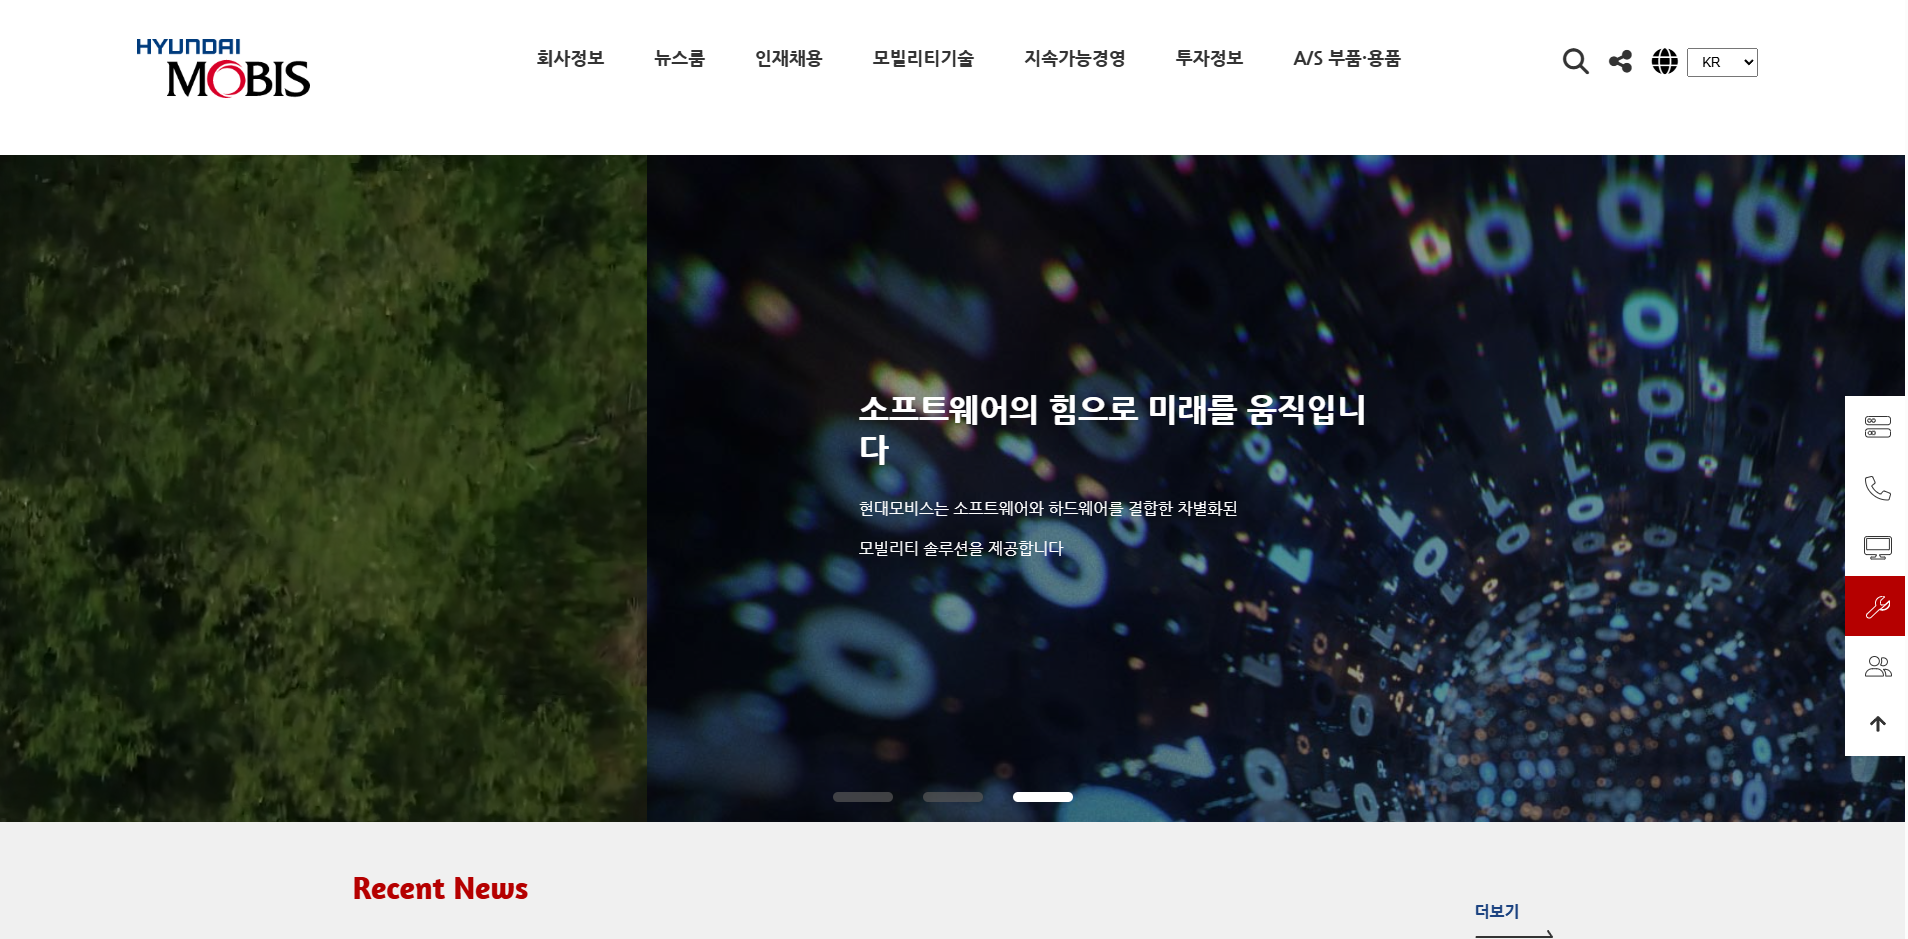 HYUNDAI
MOBIS
회사정보 뉴스룸 인재채용 모빌리티기술 지속가능경영 투자정보 A/S 부품·용품
KR
소프트웨어의 힘으로 미래를 움직입니
다
현대모비스는 소프트웨어와 하드웨어를 결합한 차별화된
모빌리티 솔루션을 제공합니다
Recent News
더보기